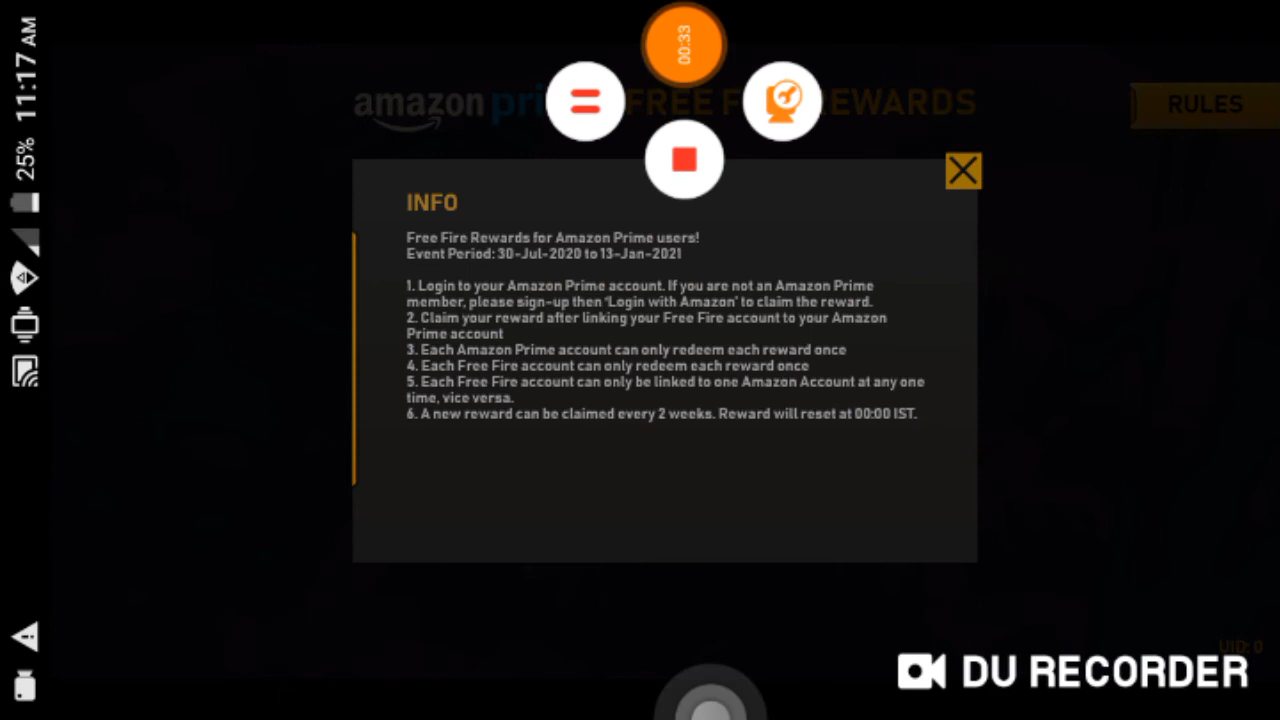 11:17 AM
25%
00:33
amazon pri FREE F EWARDS
RULES
INFO
Free Fire Rewards for Amazon Prime users!
Event Period: 30-Jul-2020 to 13-Jan-2021
1. Login to your Amazon Prime account. If you are not an Amazon Prime
member, please sign-up then 'Login with Amazon' to claim the reward.
2. Claim your reward after linking your Free Fire account to your Amazon
Prime account
3. Each Amazon Prime account can only redeem each reward once
4. Each Free Fire account can only redeem each reward once
5. Each Free Fire account can only be linked to one Amazon Account at any one
time, vice versa.
6. A new reward can be claimed every 2 weeks. Reward will reset at 00:00 IST.
UID: 0
DU RECORDER